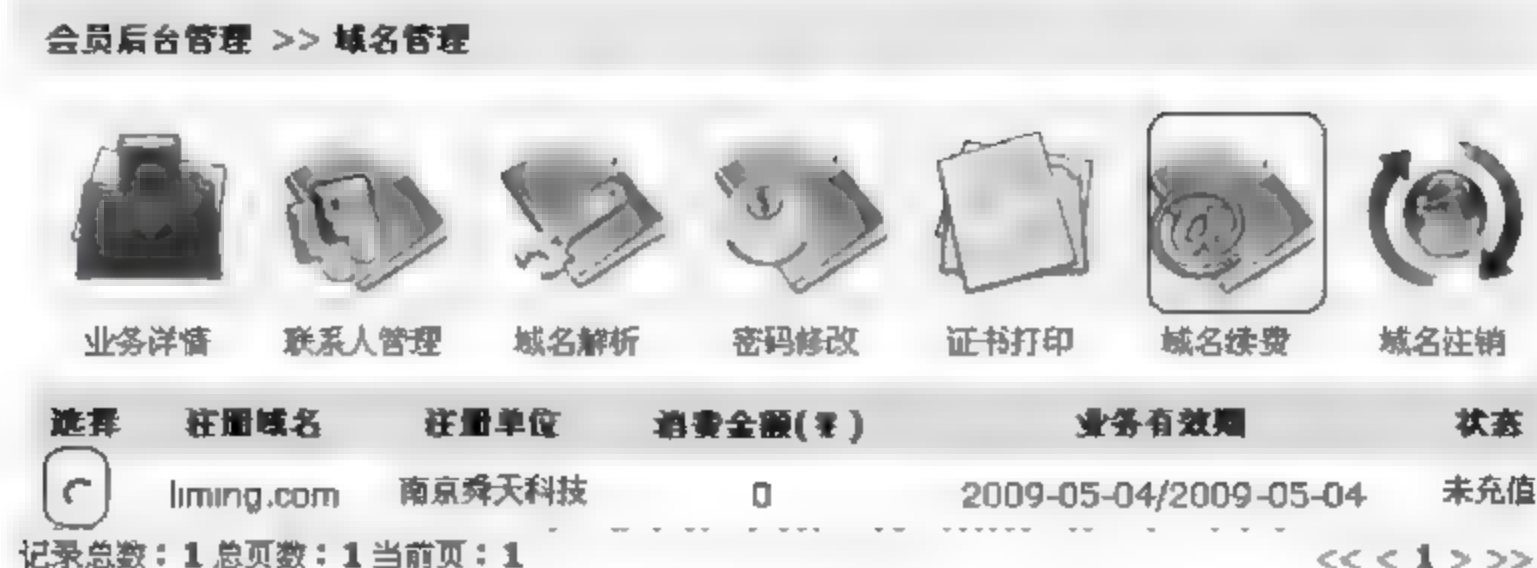 会员后台管理 >> 域名管理
业务详情 联系人管理 域名解析 密码修改 证书打印 域名续费 域名注销
选择 注册域名 注册单位 消费金额(￥) 业务有效期 状态
liming.com 南京舜天科技 0 2009-05-04/2009-05-04 未充值
记录总数：1 总页数：1 当前页：1 << < 1 > >>